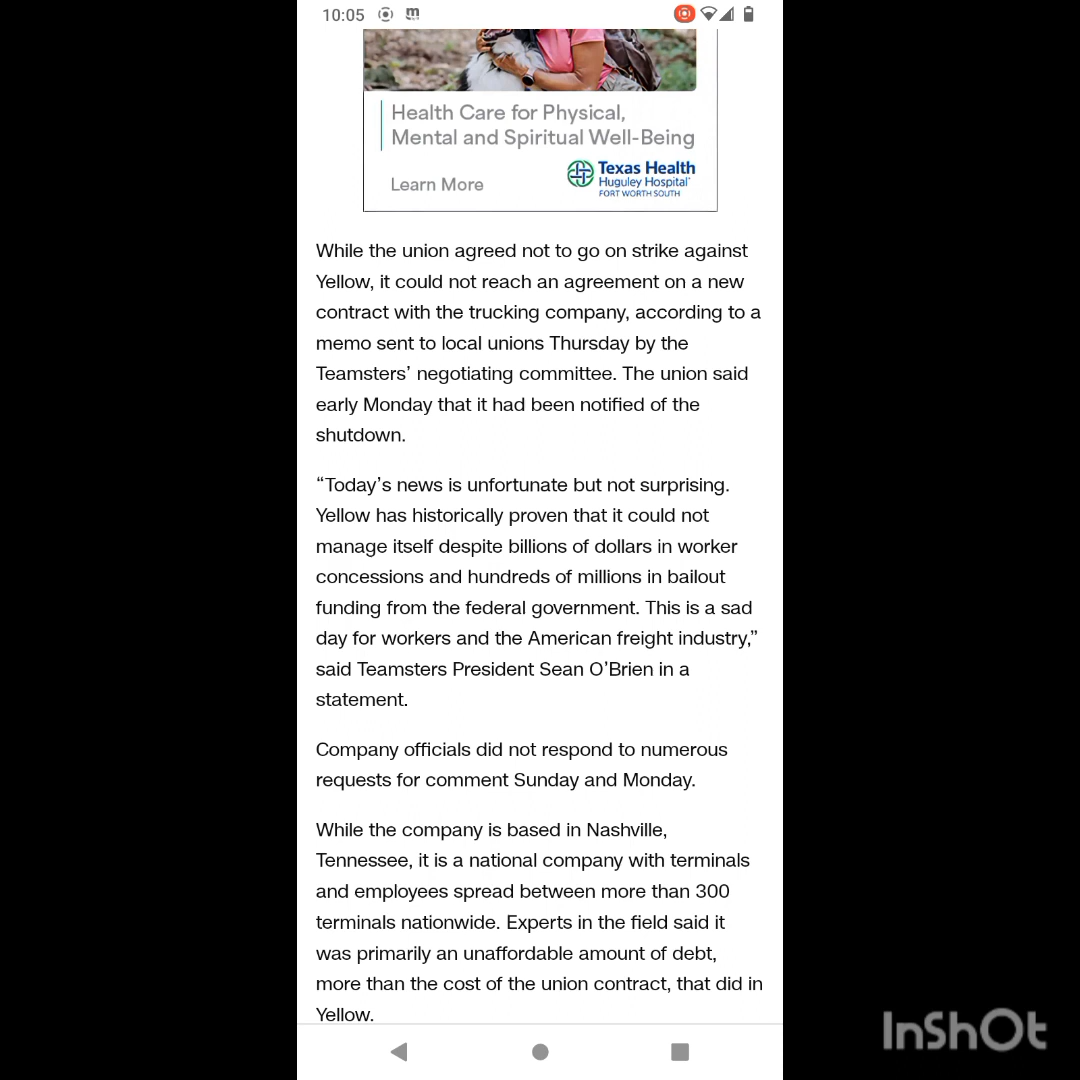 10:05
Health Care for Physical,
Mental and Spiritual Well-Being
Learn More
Texas Health
Huguley Hospital
FORT WORTH SOUTH
While the union agreed not to go on strike against
Yellow, it could not reach an agreement on a new
contract with the trucking company, according to a
memo sent to local unions Thursday by the
Teamsters’ negotiating committee. The union said
early Monday that it had been notified of the
shutdown.
“Today’s news is unfortunate but not surprising.
Yellow has historically proven that it could not
manage itself despite billions of dollars in worker
concessions and hundreds of millions in bailout
funding from the federal government. This is a sad
day for workers and the American freight industry,”
said Teamsters President Sean O’Brien in a
statement.
Company officials did not respond to numerous
requests for comment Sunday and Monday.
While the company is based in Nashville,
Tennessee, it is a national company with terminals
and employees spread between more than 300
terminals nationwide. Experts in the field said it
was primarily an unaffordable amount of debt,
more than the cost of the union contract, that did in
Yellow.
InShOt